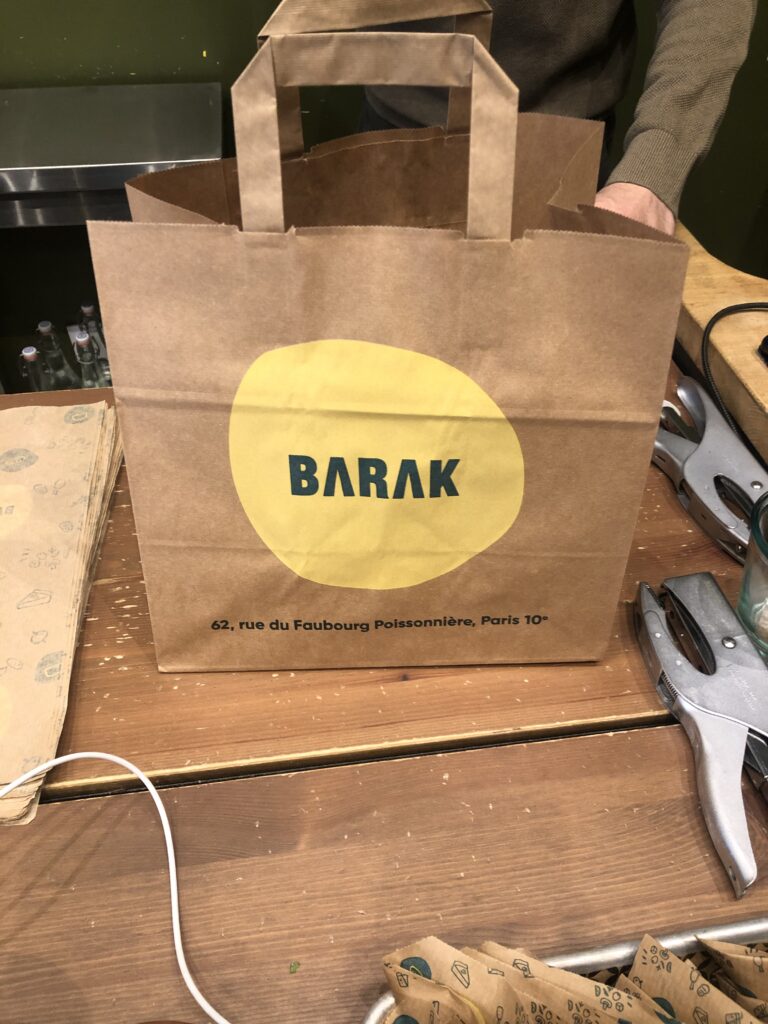 BARAK
62, rue du Faubourg Poissonnière, Paris 10e